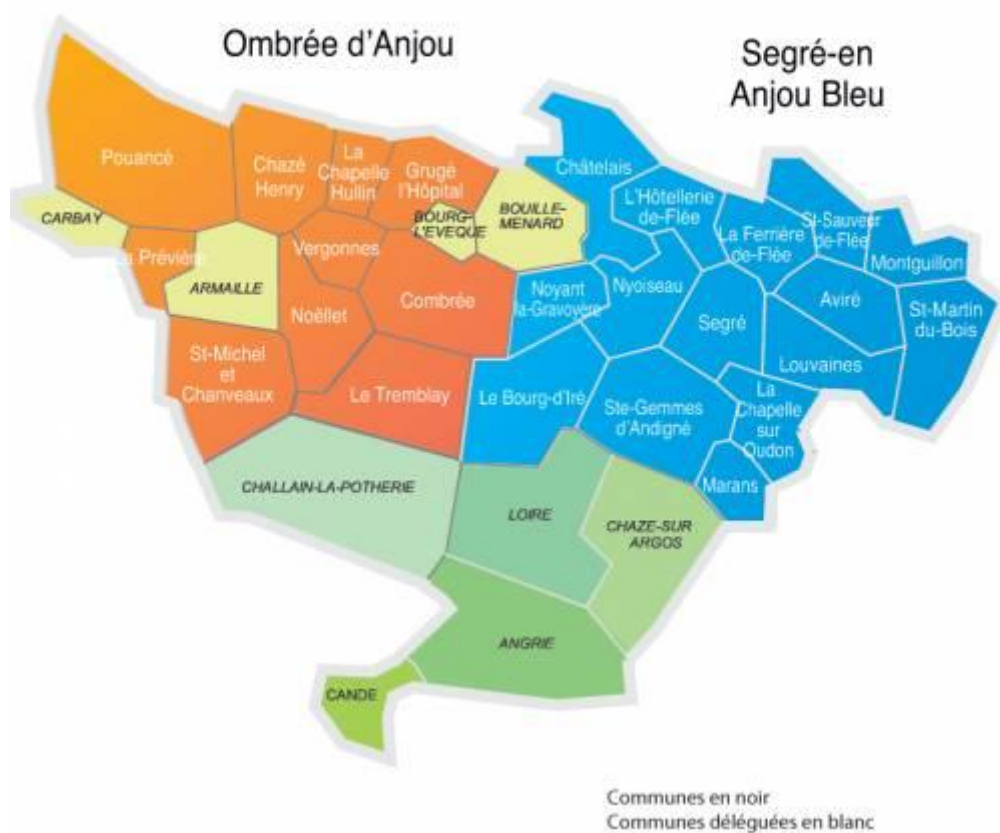 Ombrée d'Anjou
Segré-en
Anjou Bleu
Pouancé
Chazé
Henry
La
Chapelle
Hullin
Grugé
l'Hôpital
Châtelais
L'Hôtellerie
de-Flée
St-Sauveur
de-Flée
La Ferrière
de-Flée
Montguillon
CARBAY
BOURG-
L'EVEQUE
BOUILLE-
MENARD
La Prévière
Vergonnes
ARMAILLE
Noëllet
Combrée
Noyant
la-Gravoyère
Nyoiseau
Segré
Aviré
St-Martin
du-Bois
Louvaines
St-Michel
et
Chanveaux
Le Tremblay
Le Bourg-d'Iré
Ste-Gemmes
d'Andigné
La
Chapelle
sur
Oudon
Marans
CHALLAIN-LA-POTHERIE
LOIRE
CHAZE-SUR
ARGOS
ANGRIE
CANDE
Communes en noir
Communes déléguées en blanc